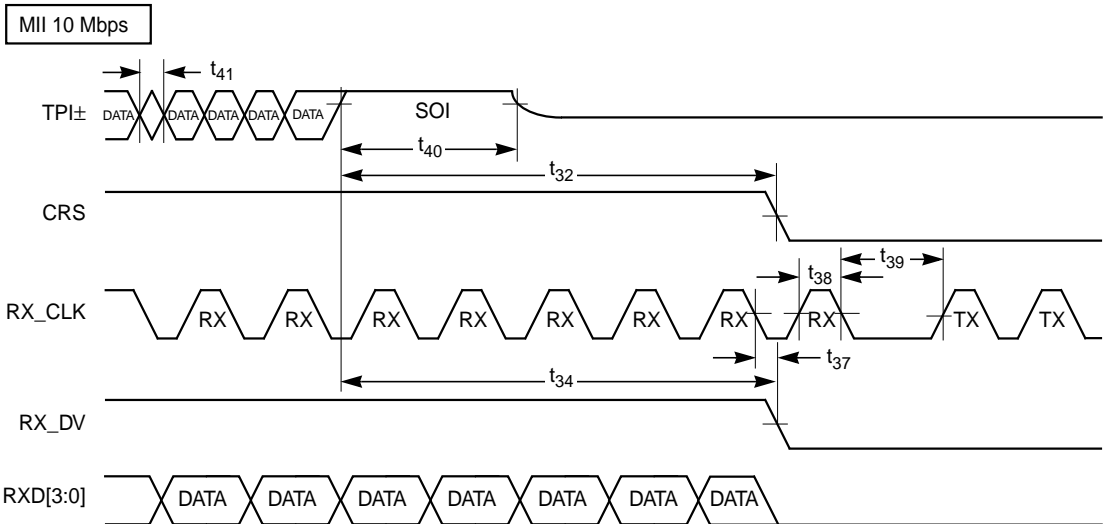 MII 10 Mbps
t41
TPI± DATA DATA DATA DATA DATA SOI
t40
t32
CRS
t39
t38
RX_CLK RX RX RX RX RX RX RX RX TX TX
t37
t34
RX_DV
RXD[3:0] DATA DATA DATA DATA DATA DATA DATA